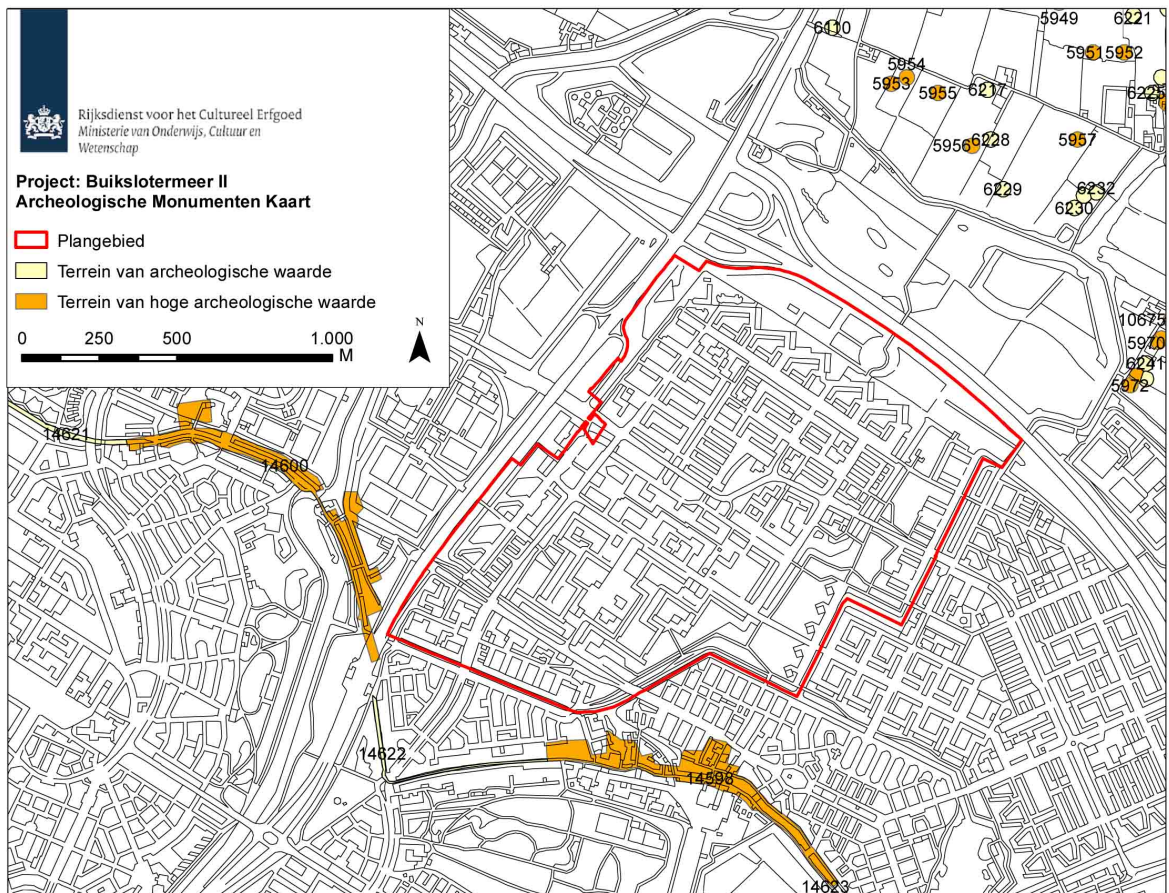 Rijksdienst voor het Cultureel Erfgoed
Ministerie van Onderwijs, Cultuur en
Wetenschap
Project: Buikslotermeer II
Archeologische Monumenten Kaart
Plangebied
Terrein van archeologische waarde
Terrein van hoge archeologische waarde
0 250 500 1.000
M
N
5949
6221
6110
5951
5952
5954
5953
5955
6217
6225
5956
6228
5957
6229
6232
6230
10675
5970
6241
5972
14621
14600
14622
14598
14623